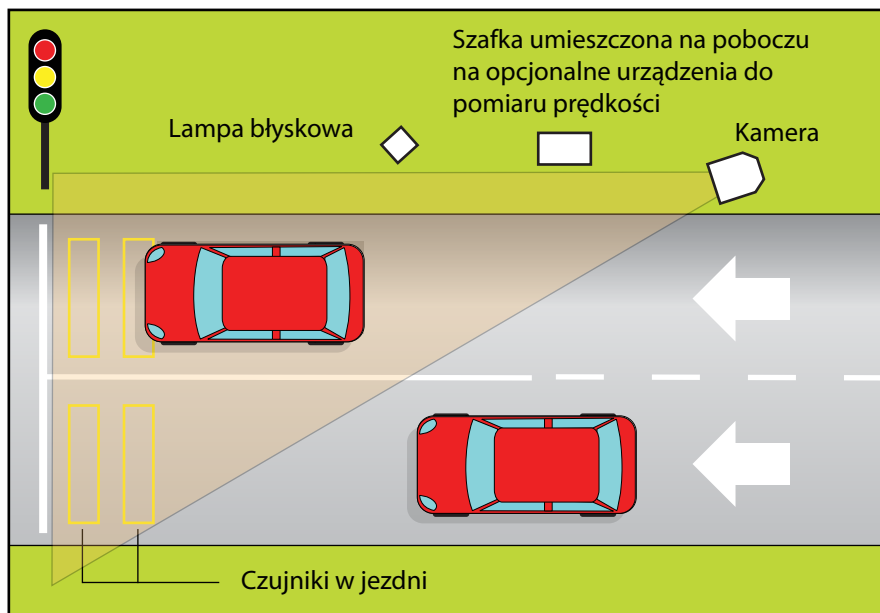 Szafka umieszczona na poboczu
na opcjonalne urządzenia do
pomiaru prędkości
Lampa błyskowa
Kamera
Czujniki w jezdni